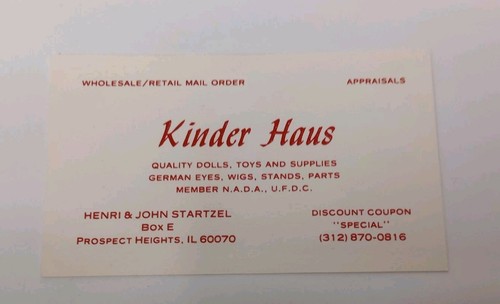 WHOLESALE/RETAIL MAIL ORDER APPRAISALS
Kinder Haus
QUALITY DOLLS, TOYS AND SUPPLIES
GERMAN EYES, WIGS, STANDS, PARTS
MEMBER N.A.D.A., U.F.D.C.
HENRI & JOHN STARTZEL
BOX E
PROSPECT HEIGHTS, IL 60070
DISCOUNT COUPON
"SPECIAL"
(312) 870-0816